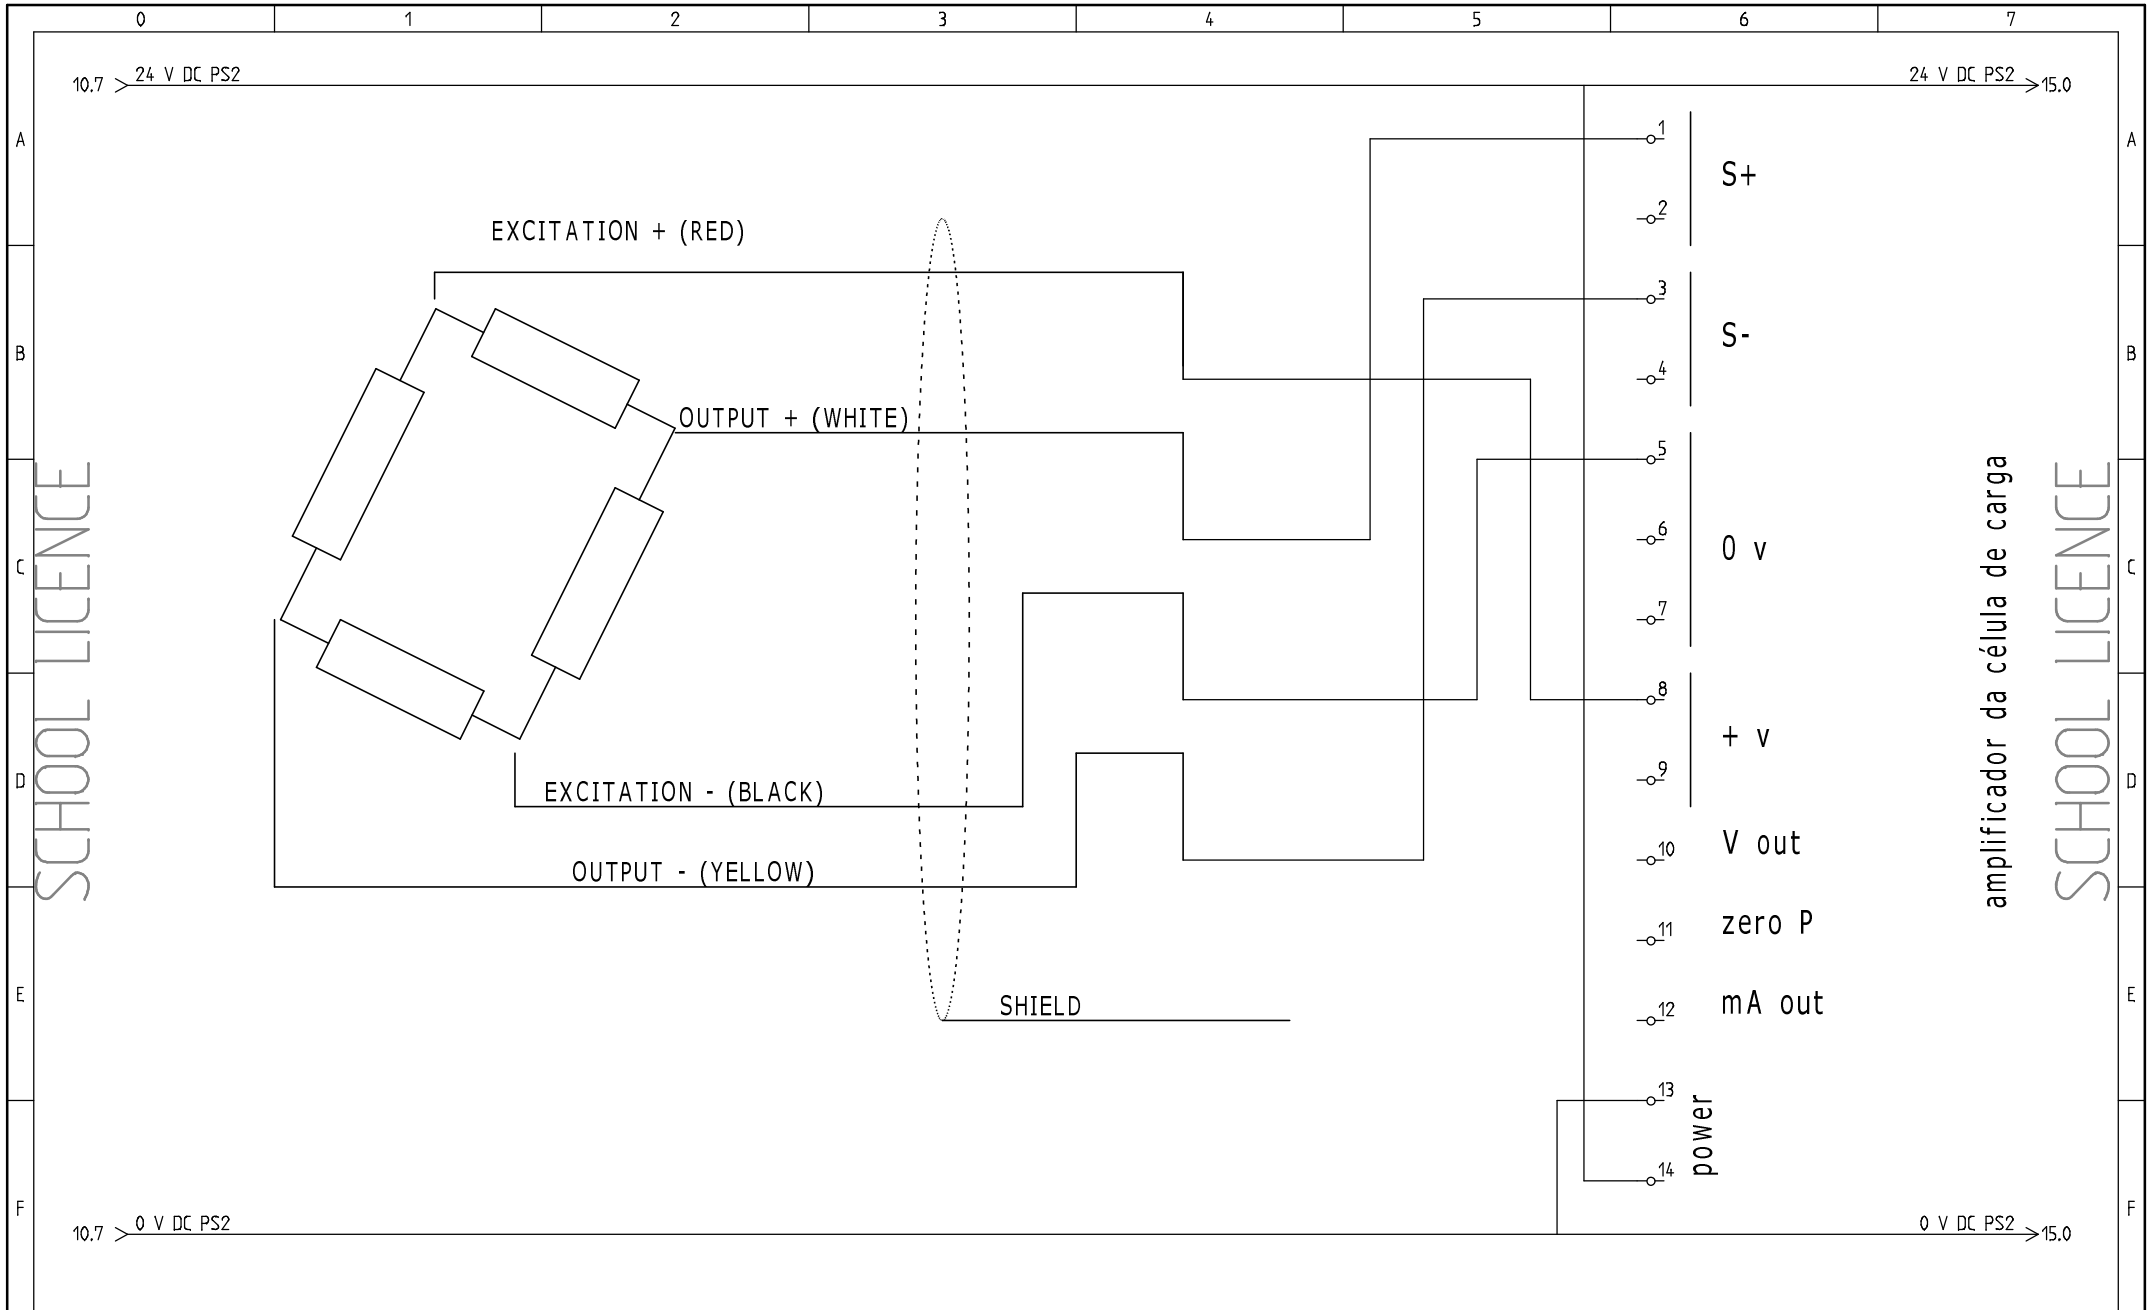 0 1 2 3 4 5 6 7
24 V DC PS2 24 V DC PS2
10.7 15.0
A A
1
S+
2
EXCITATION + (RED)
3
S-
B B
4
OUTPUT + (WHITE)
5
6
0 v
C C
7
8
+ v
9
D D
EXCITATION - (BLACK)
10 V out
OUTPUT - (YELLOW)
11 zero P
E E
SHIELD
12 mA out
13
power
14
F F
0 V DC PS2 0 V DC PS2
10.7 15.0
SCHOOL LICENCE
amplificador da célula de carga
SCHOOL LICENCE